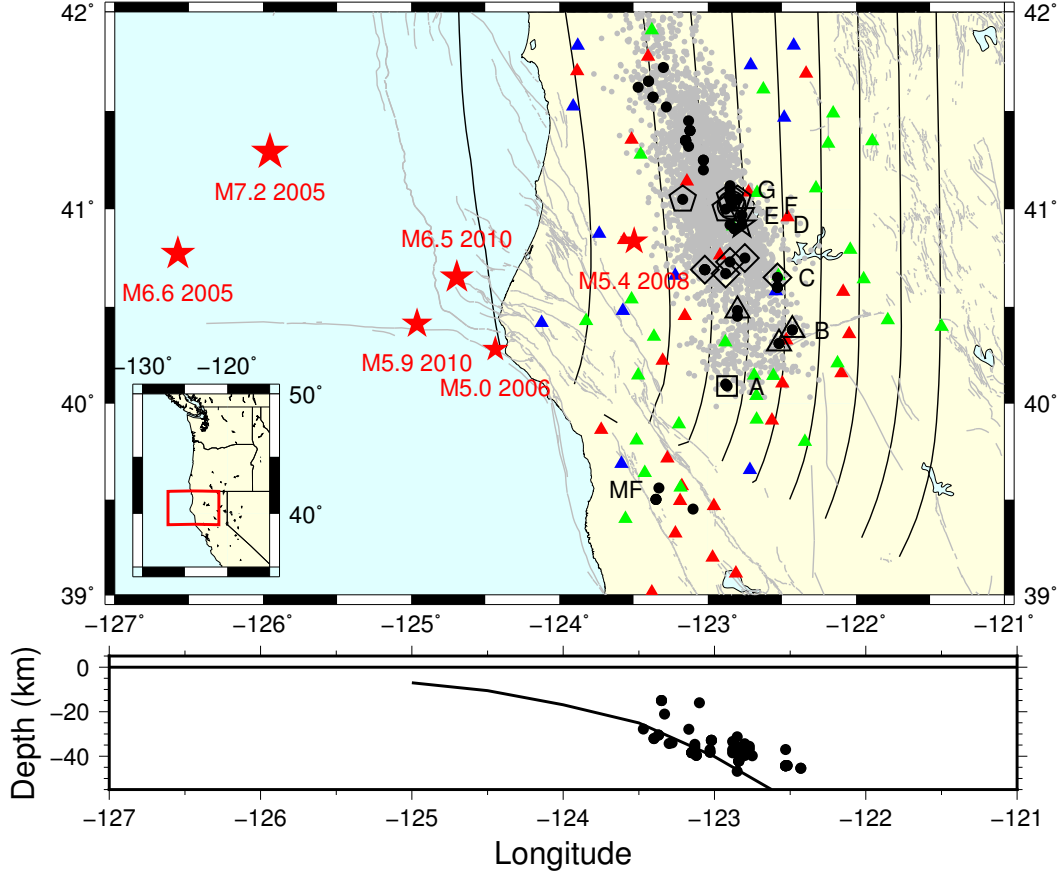 42˚ 42˚
M7.2 2005
G
F
41˚ E D 41˚
M6.5 2010
M5.4 2008 C
M6.6 2005
B
M5.9 2010
M5.0 2006
−130˚ −120˚
50˚
A
40˚ 40˚
MF
40˚
39˚ 39˚
−127˚ −126˚ −125˚ −124˚ −123˚ −122˚ −121˚
0
−20
−40
Depth (km)
−127 −126 −125 −124 −123 −122 −121
Longitude